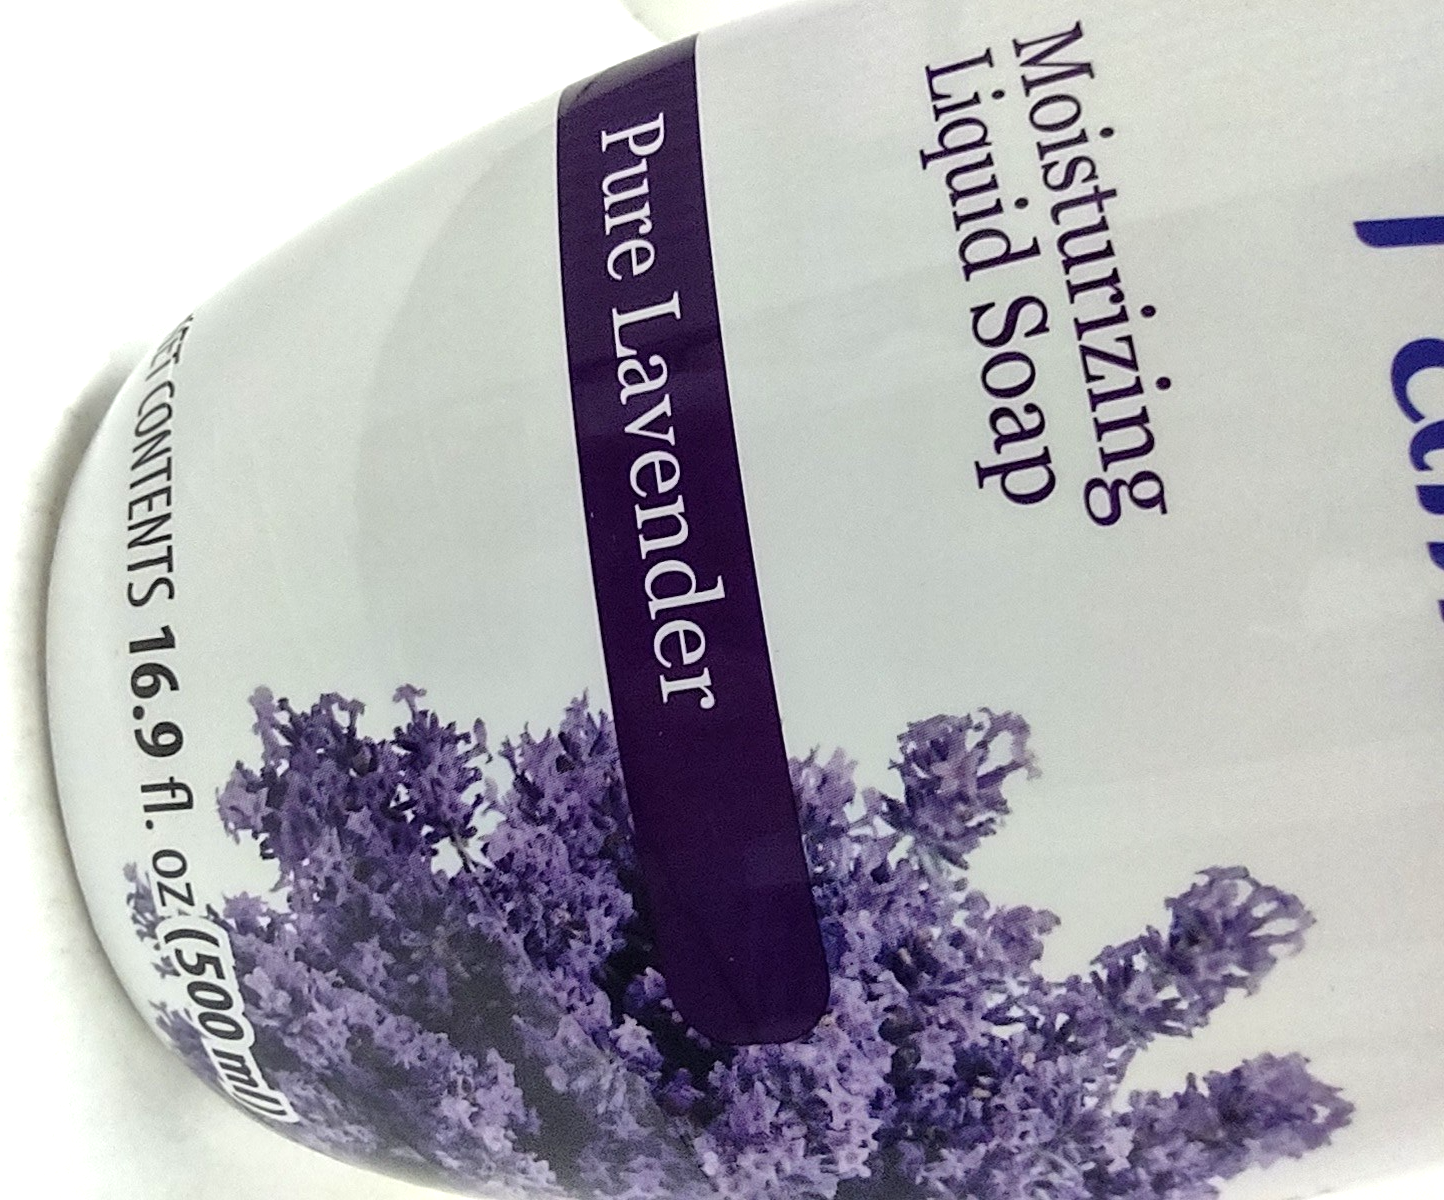 Moisturizing
Liquid Soap
Pure Lavender
CONTENTS 16.9 fl. oz (500 ml)